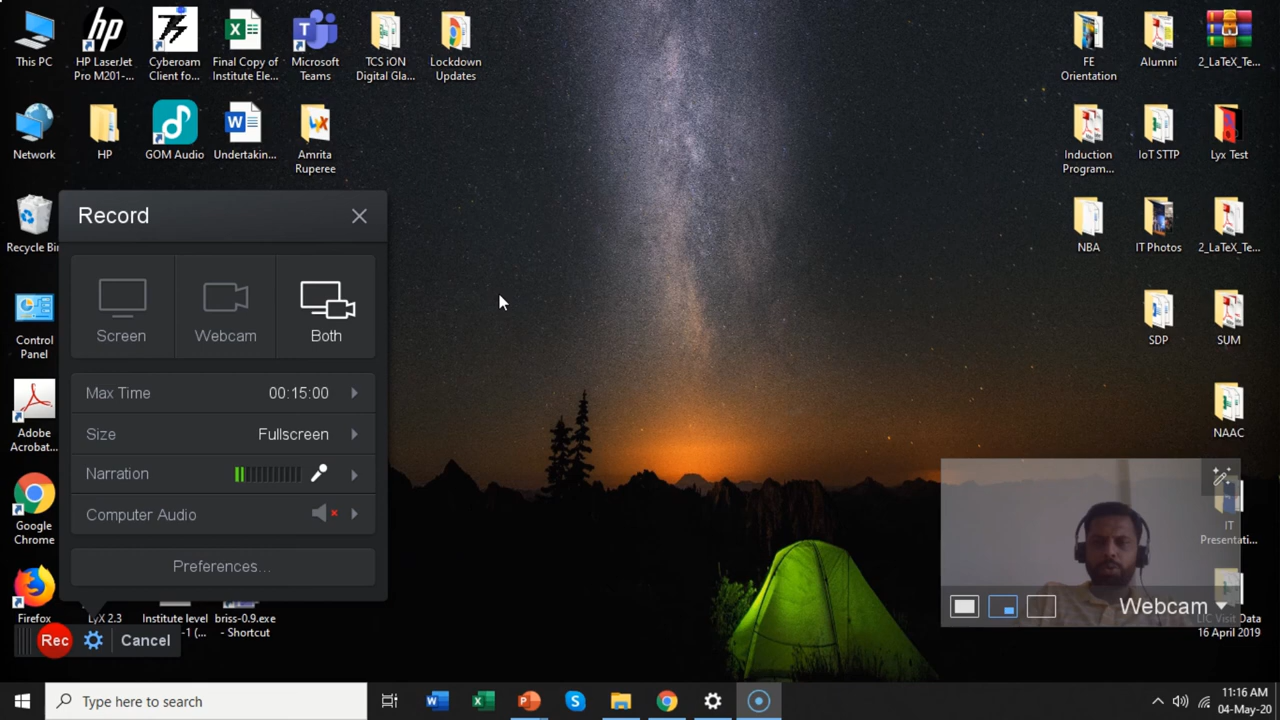 This PC
HP LaserJet
Pro M201-...
Cyberoam
Client fo...
Final Copy of
Institute Ele...
Microsoft
Teams
TCS iON
Digital Gla...
Lockdown
Updates
FE
Orientation
Alumni
2_LaTeX_Te...
Network
HP
GOM Audio
Undertakin...
Amrita
Ruperee
Induction
Program...
IoT STTP
Lyx Test
Recycle Bin
NBA
IT Photos
2_LaTeX_Te...
Record
Screen
Webcam
Both
Control
Panel
SDP
SUM
Max Time
00:15:00
Size
Fullscreen
Adobe
Acrobat...
NAAC
Narration
Computer Audio
Google
Chrome
IT
Presentati...
Preferences...
Firefox
LyX 2.3
Institute level
-1 (...
briss-0.9.exe
- Shortcut
Webcam
LIC Visit Data
16 April 2019
Rec
Cancel
Type here to search
11:16 AM
04-May-20